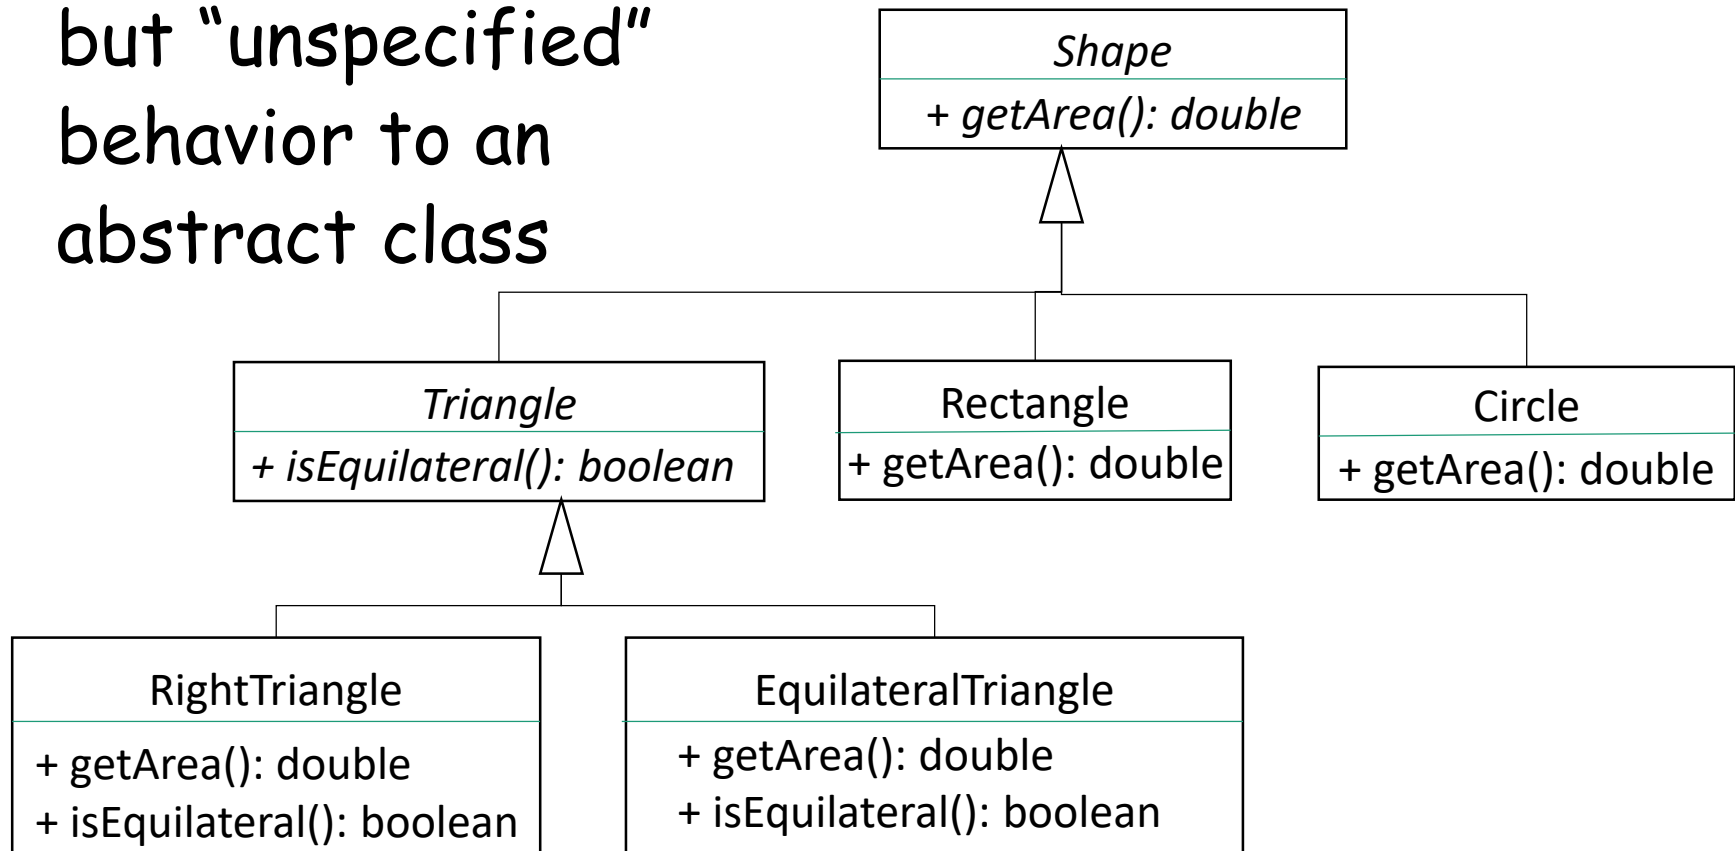 but “unspecified”
behavior to an
abstract class
Shape
+ getArea(): double
Triangle
+ isEquilateral(): boolean
Rectangle
+ getArea(): double
Circle
+ getArea(): double
RightTriangle
+ getArea(): double
+ isEquilateral(): boolean
EquilateralTriangle
+ getArea(): double
+ isEquilateral(): boolean